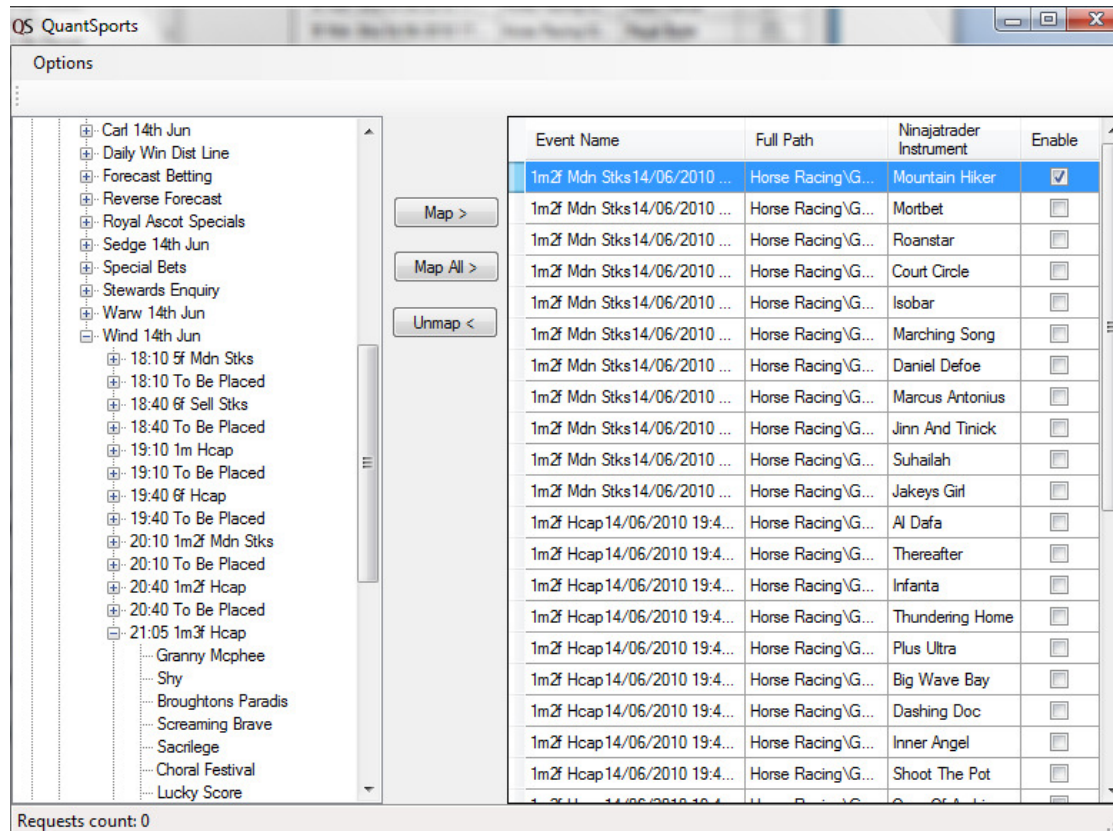 QS QuantSports
Options
Carl 14th Jun
Daily Win Dist Line
Forecast Betting
Reverse Forecast
Royal Ascot Specials
Sedge 14th Jun
Special Bets
Stewards Enquiry
Warw 14th Jun
Wind 14th Jun
18:10 5f Mdn Stks
18:10 To Be Placed
18:40 6f Sell Stks
18:40 To Be Placed
19:10 1m Hcap
19:10 To Be Placed
19:40 6f Hcap
19:40 To Be Placed
20:10 1m2f Mdn Stks
20:10 To Be Placed
20:40 1m2f Hcap
20:40 To Be Placed
21:05 1m3f Hcap
Granny Mcphee
Shy
Broughtons Paradis
Screaming Brave
Sacrilege
Choral Festival
Lucky Score
Map >
Map All >
Unmap <
Event Name Full Path Ninajatrader Instrument Enable
1m2f Mdn Stks14/06/2010 ... Horse Racing\G... Mountain Hiker
1m2f Mdn Stks14/06/2010 ... Horse Racing\G... Mortbet
1m2f Mdn Stks14/06/2010 ... Horse Racing\G... Roanstar
1m2f Mdn Stks14/06/2010 ... Horse Racing\G... Court Circle
1m2f Mdn Stks14/06/2010 ... Horse Racing\G... Isobar
1m2f Mdn Stks14/06/2010 ... Horse Racing\G... Marching Song
1m2f Mdn Stks14/06/2010 ... Horse Racing\G... Daniel Defoe
1m2f Mdn Stks14/06/2010 ... Horse Racing\G... Marcus Antonius
1m2f Mdn Stks14/06/2010 ... Horse Racing\G... Jinn And Tinick
1m2f Mdn Stks14/06/2010 ... Horse Racing\G... Suhailah
1m2f Mdn Stks14/06/2010 ... Horse Racing\G... Jakeys Girl
1m2f Hcap14/06/2010 19:4... Horse Racing\G... Al Dafa
1m2f Hcap14/06/2010 19:4... Horse Racing\G... Thereafter
1m2f Hcap14/06/2010 19:4... Horse Racing\G... Infanta
1m2f Hcap14/06/2010 19:4... Horse Racing\G... Thundering Home
1m2f Hcap14/06/2010 19:4... Horse Racing\G... Plus Ultra
1m2f Hcap14/06/2010 19:4... Horse Racing\G... Big Wave Bay
1m2f Hcap14/06/2010 19:4... Horse Racing\G... Dashing Doc
1m2f Hcap14/06/2010 19:4... Horse Racing\G... Inner Angel
1m2f Hcap14/06/2010 19:4... Horse Racing\G... Shoot The Pot
Requests count: 0